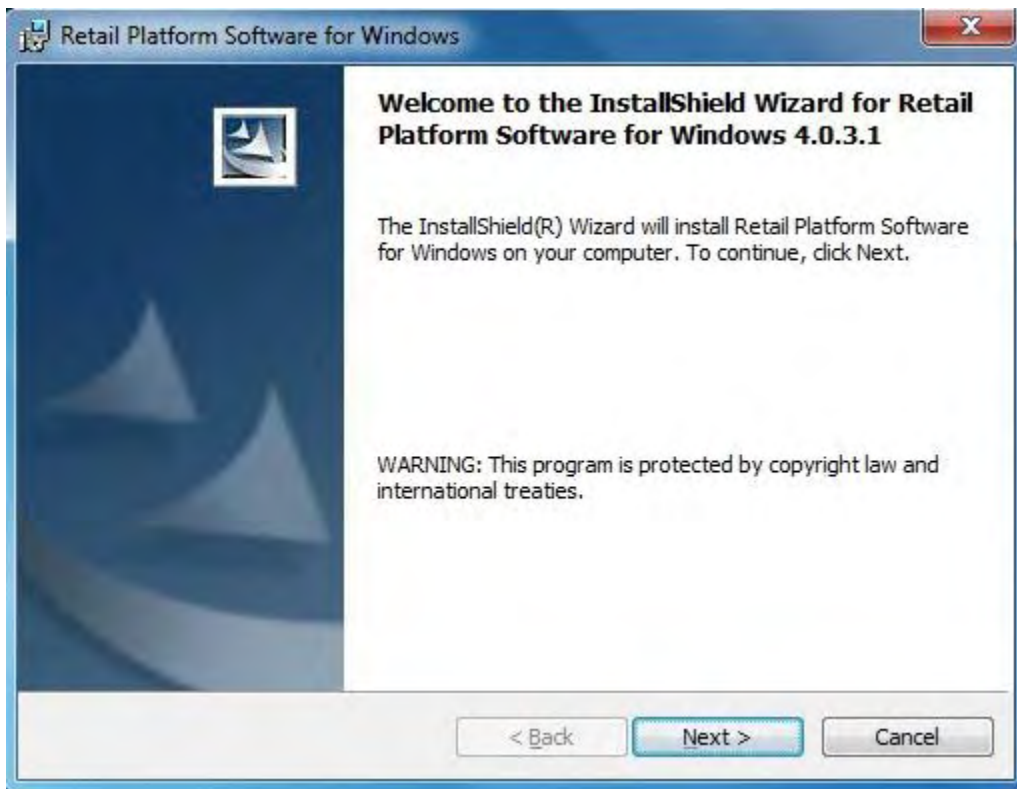 Retail Platform Software for Windows
Welcome to the InstallShield Wizard for Retail
Platform Software for Windows 4.0.3.1
The InstallShield(R) Wizard will install Retail Platform Software
for Windows on your computer. To continue, click Next.
WARNING: This program is protected by copyright law and
international treaties.
< Back
Next >
Cancel